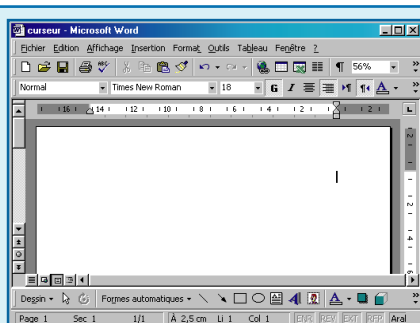 curseur - Microsoft Word
Fichier Edition Affichage Insertion Format Outils Tableau Fenêtre ?
56%
Normal Times New Roman 18 G I A
16 14 12 10 8 6 4 2 2
Dessin Formes automatiques A
Page 1 Sec 1 1/1 À 2,5 cm Li 1 Col 1 ENR REV EXT RFP Aral